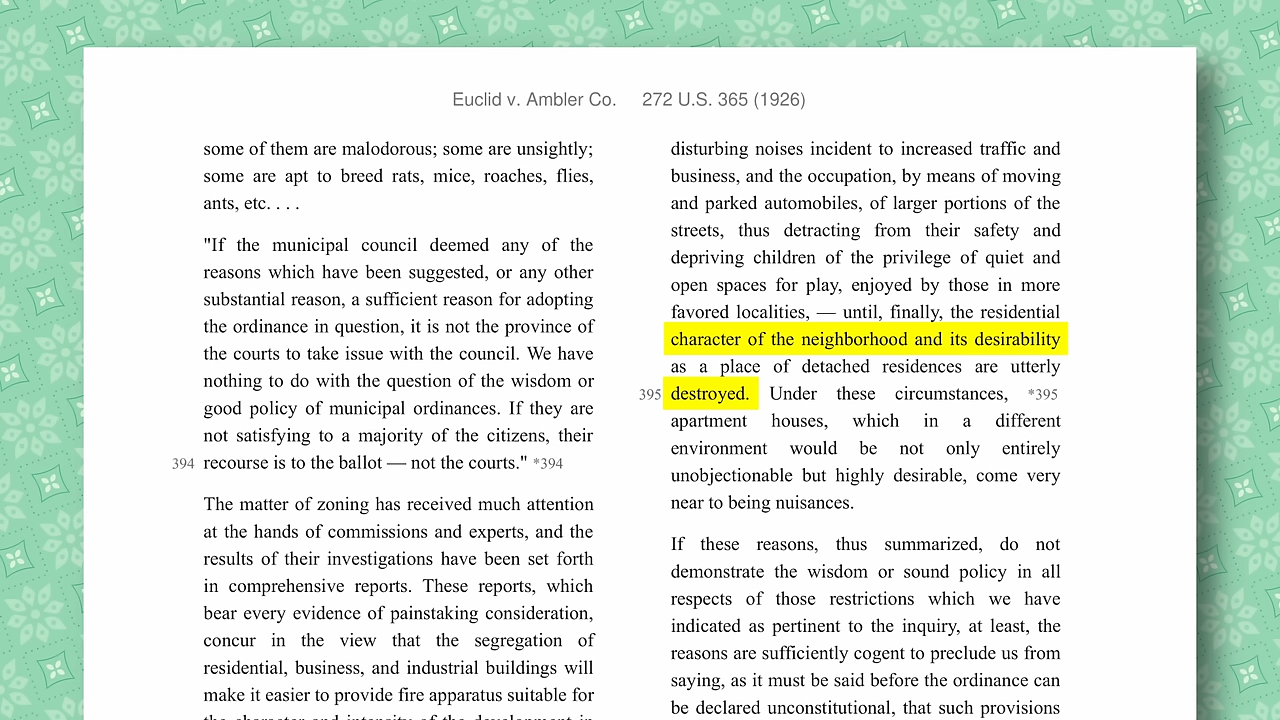 Euclid v. Ambler Co. 272 U.S. 365 (1926)
some of them are malodorous; some are unsightly;
some are apt to breed rats, mice, roaches, flies,
ants, etc. . . .
"If the municipal council deemed any of the
reasons which have been suggested, or any other
substantial reason, a sufficient reason for adopting
the ordinance in question, it is not the province of
the courts to take issue with the council. We have
nothing to do with the question of the wisdom or
good policy of municipal ordinances. If they are
not satisfying to a majority of the citizens, their
394 recourse is to the ballot — not the courts." *394
The matter of zoning has received much attention
at the hands of commissions and experts, and the
results of their investigations have been set forth
in comprehensive reports. These reports, which
bear every evidence of painstaking consideration,
concur in the view that the segregation of
residential, business, and industrial buildings will
make it easier to provide fire apparatus suitable for
the character and intensity of the development in
disturbing noises incident to increased traffic and
business, and the occupation, by means of moving
and parked automobiles, of larger portions of the
streets, thus detracting from their safety and
depriving children of the privilege of quiet and
open spaces for play, enjoyed by those in more
favored localities, — until, finally, the residential
character of the neighborhood and its desirability
as a place of detached residences are utterly
395 destroyed. Under these circumstances, *395
apartment houses, which in a different
environment would be not only entirely
unobjectionable but highly desirable, come very
near to being nuisances.
If these reasons, thus summarized, do not
demonstrate the wisdom or sound policy in all
respects of those restrictions which we have
indicated as pertinent to the inquiry, at least, the
reasons are sufficiently cogent to preclude us from
saying, as it must be said before the ordinance can
be declared unconstitutional, that such provisions